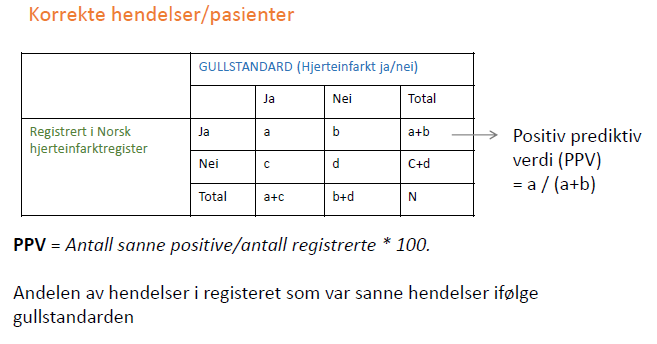 Korrekte hendelser/pasienter
GULLSTANDARD (Hjerteinfarkt ja/nei)
Ja Nei Total
Registrert i Norsk
hjerteinfarktregister
Ja a b a+b
Nei c d C+d
Total a+c b+d N
Positiv prediktiv
verdi (PPV)
= a / (a+b)
PPV = Antall sanne positive/antall registrerte * 100.
Andelen av hendelser i registeret som var sanne hendelser ifølge
gullstandarden